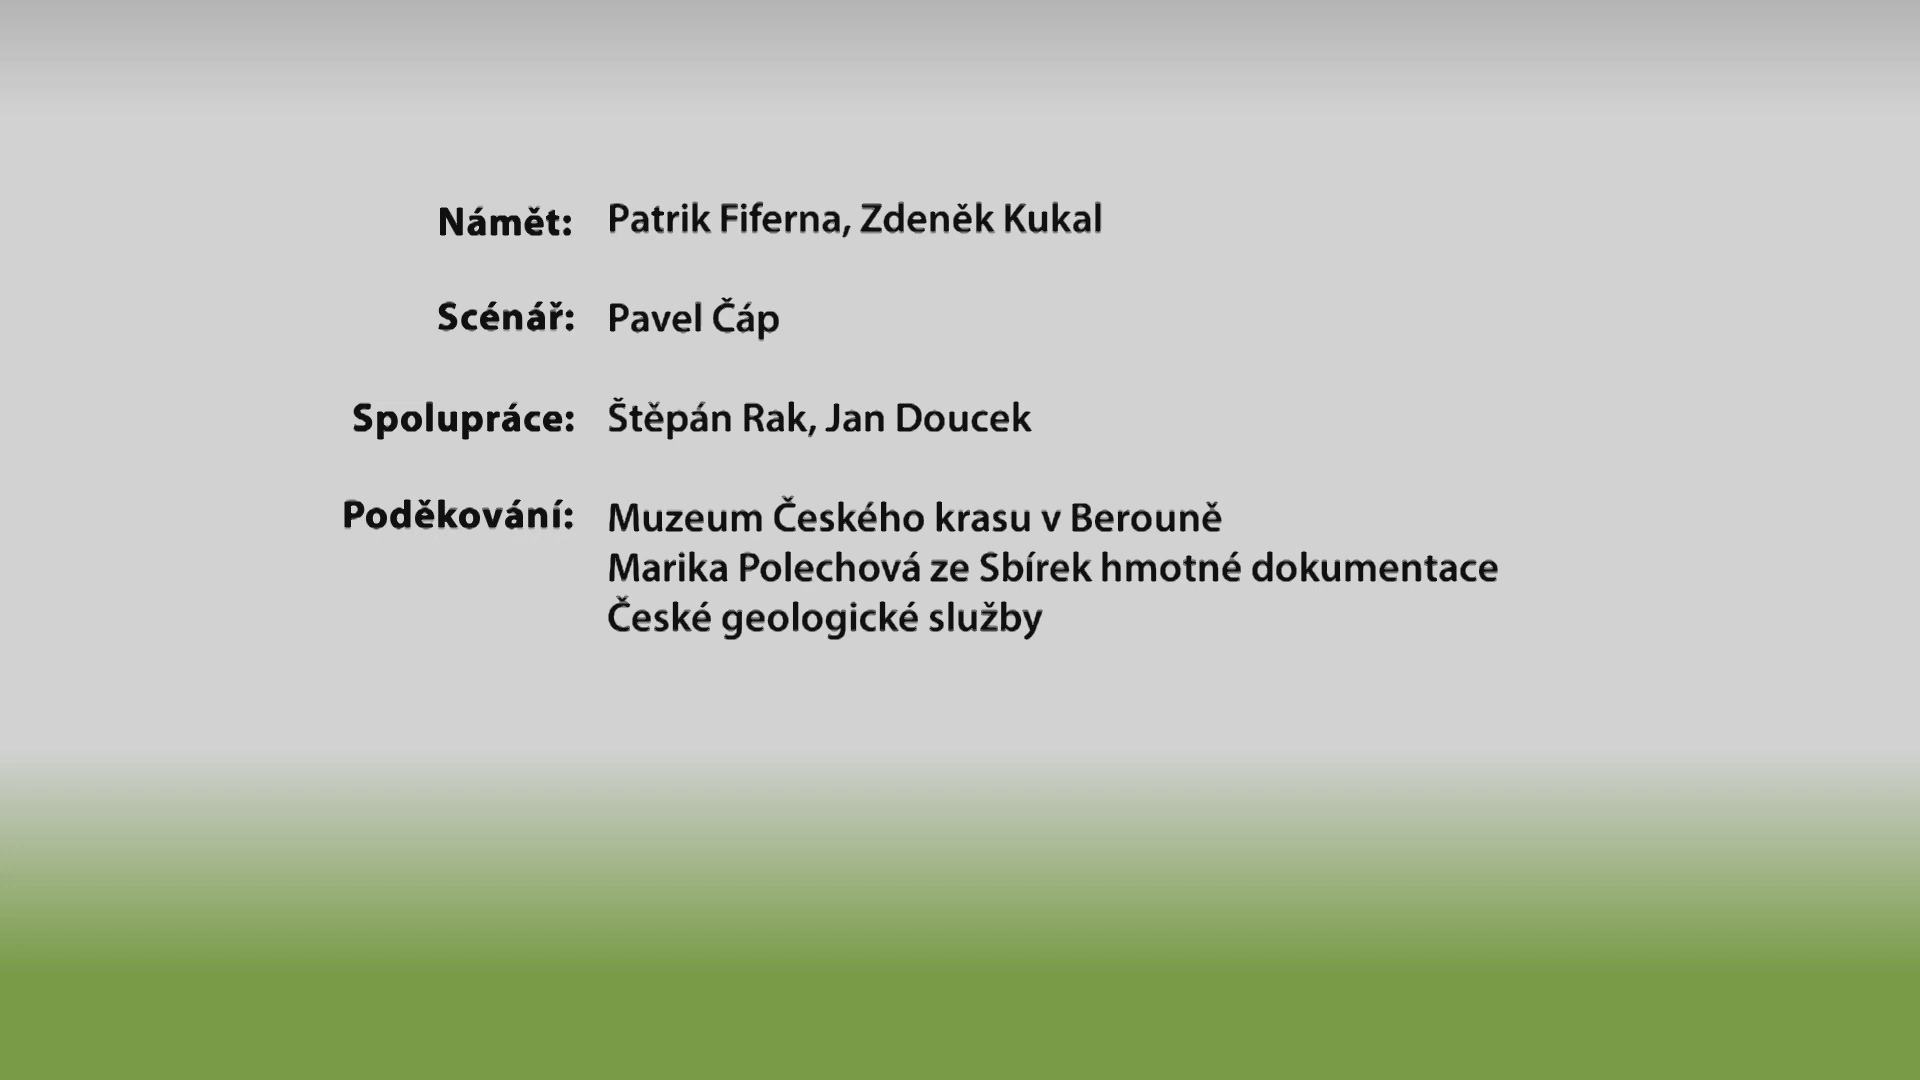 Námět: Patrik Fiferna, Zdeněk Kukal
Scénář: Pavel Čáp
Spolupráce: Štěpán Rak, Jan Doucek
Poděkování: Muzeum Českého krasu v Berouně
Marika Polechová ze Sbírek hmotné dokumentace
České geologické služby